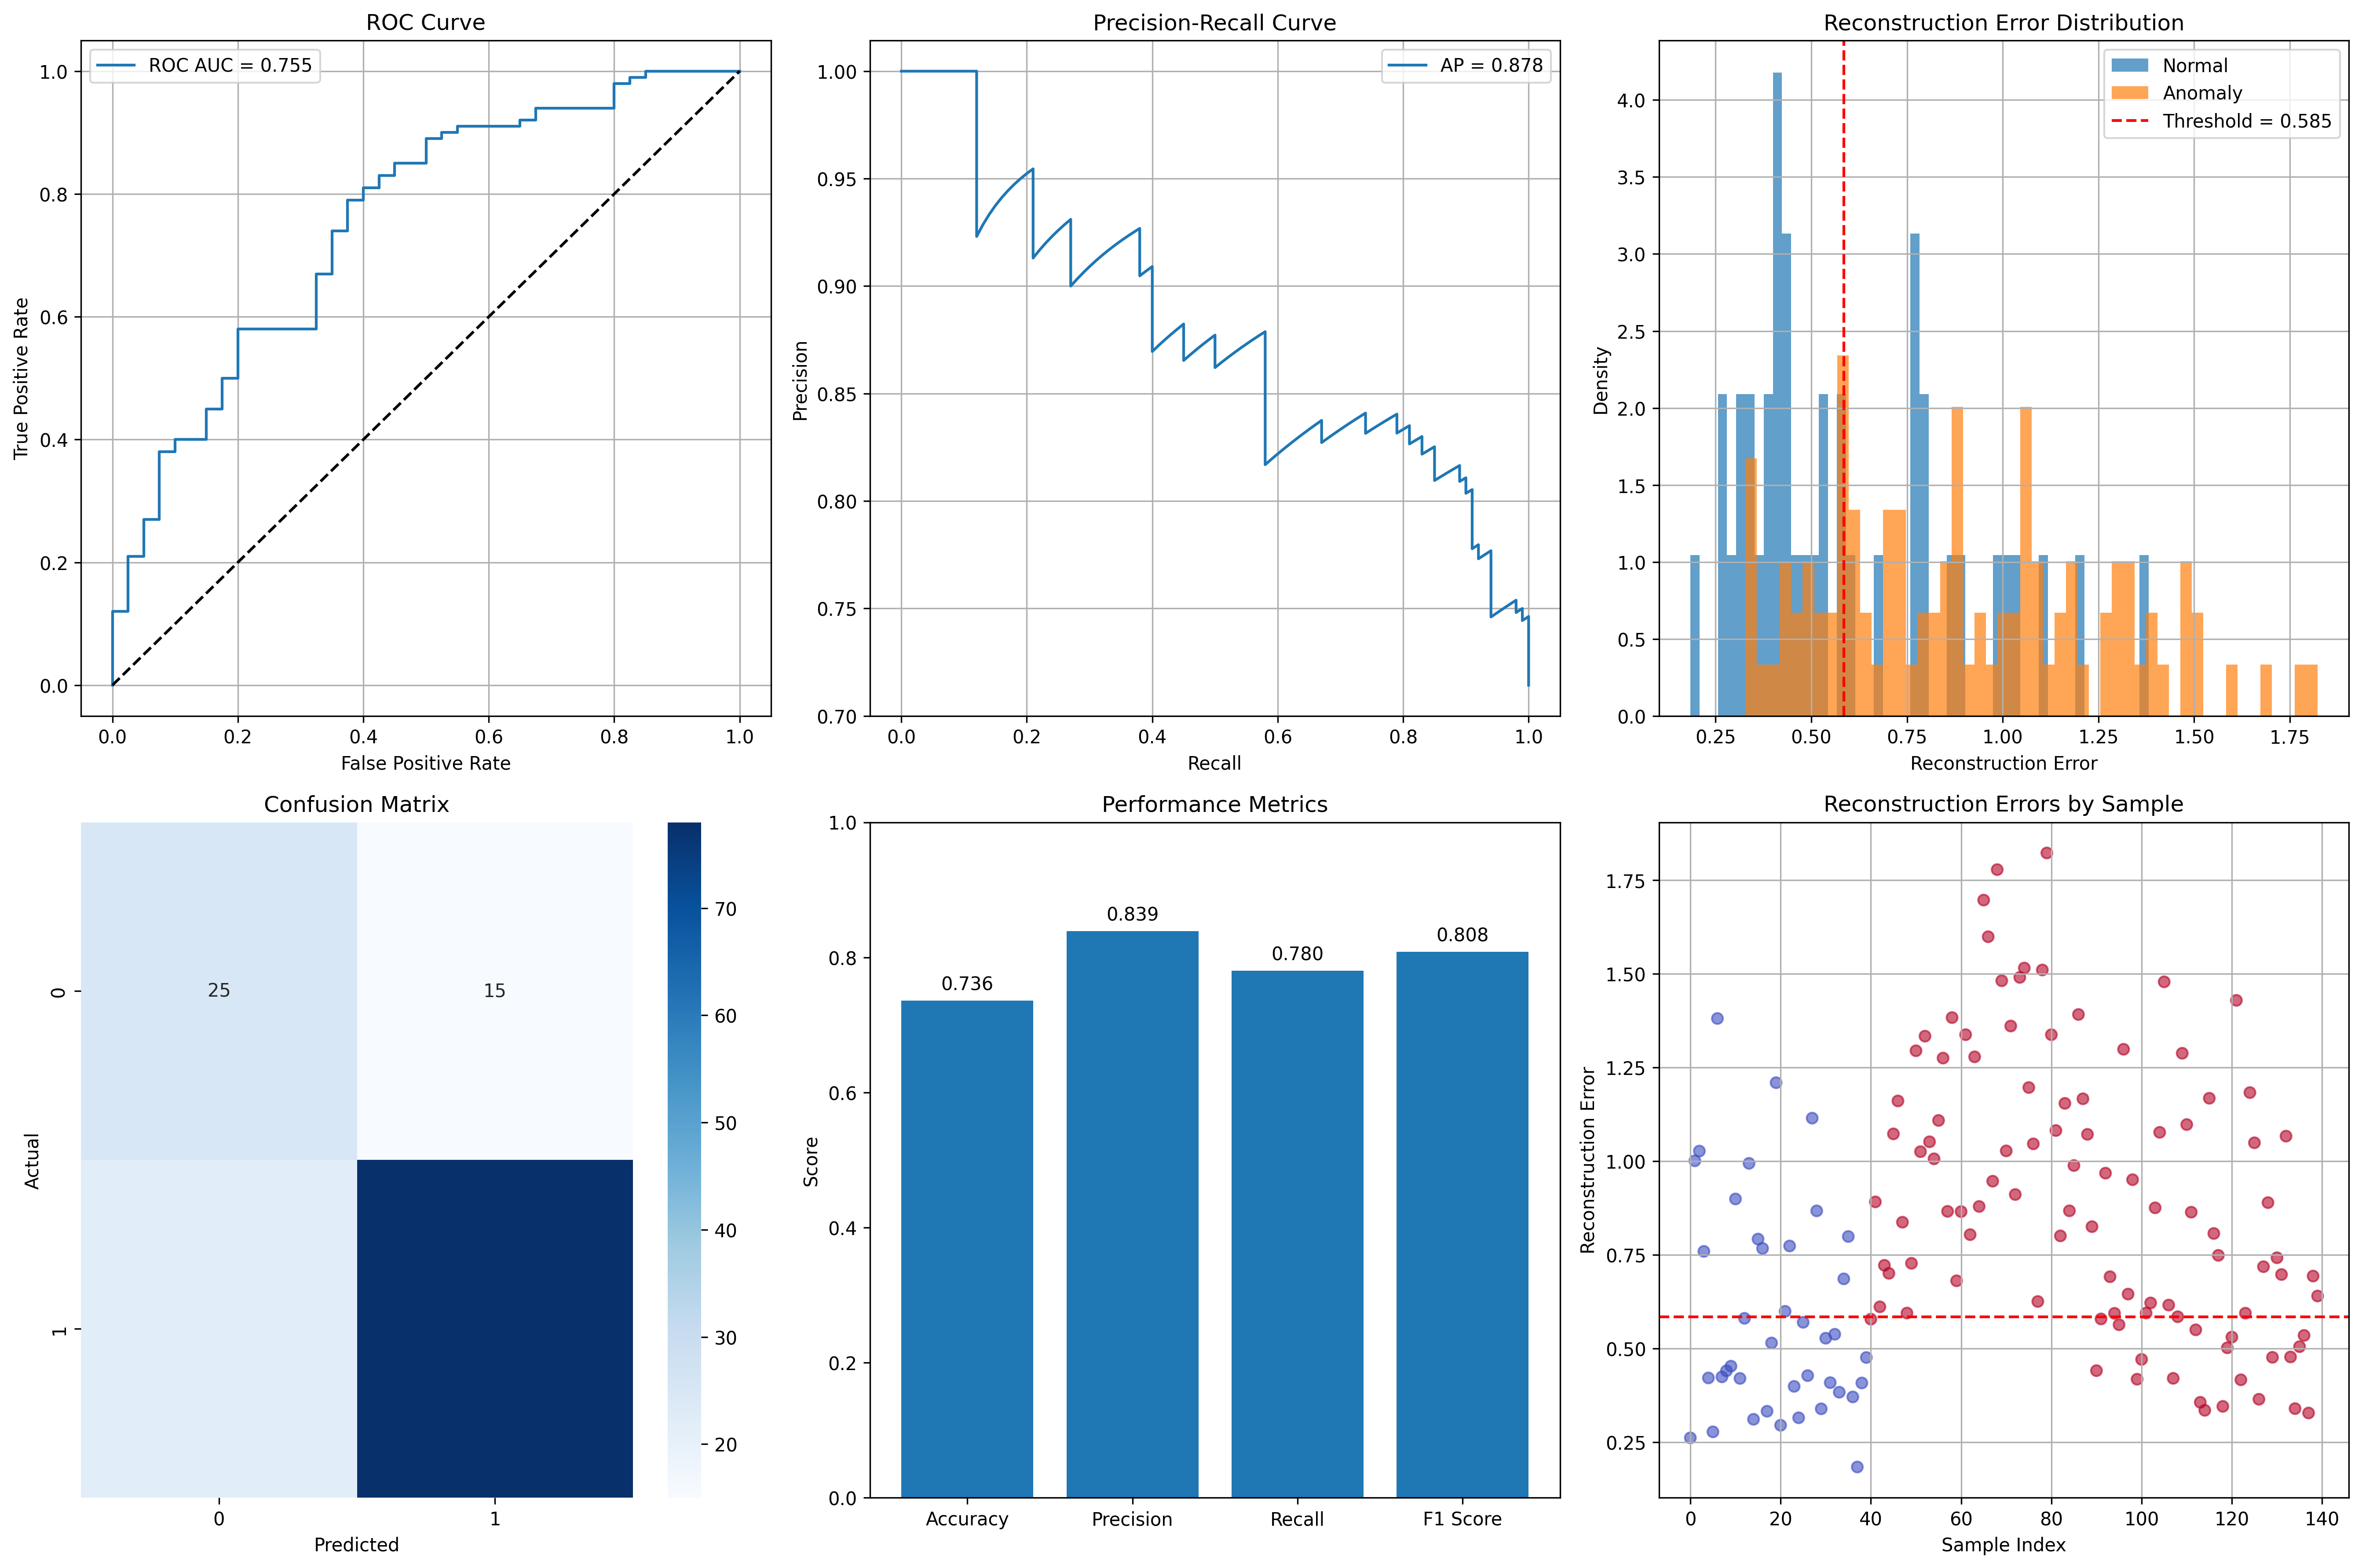 ROC Curve
ROC AUC = 0.755
True Positive Rate
1.0
0.8
0.6
0.4
0.2
0.0
0.0 0.2 0.4 0.6 0.8 1.0
False Positive Rate
Precision-Recall Curve
AP = 0.878
Precision
1.00
0.95
0.90
0.85
0.80
0.75
0.70
0.0 0.2 0.4 0.6 0.8 1.0
Recall
Reconstruction Error Distribution
Normal
Anomaly
Threshold = 0.585
Density
4.0
3.5
3.0
2.5
2.0
1.5
1.0
0.5
0.0
0.25 0.50 0.75 1.00 1.25 1.50 1.75
Reconstruction Error
Confusion Matrix
Actual
0
1
25 15
0 1
Predicted
70
60
50
40
30
20
Performance Metrics
Score
1.0
0.8
0.6
0.4
0.2
0.0
0.736
0.839
0.780
0.808
Accuracy Precision Recall F1 Score
Reconstruction Errors by Sample
Reconstruction Error
1.75
1.50
1.25
1.00
0.75
0.50
0.25
0 20 40 60 80 100 120 140
Sample Index